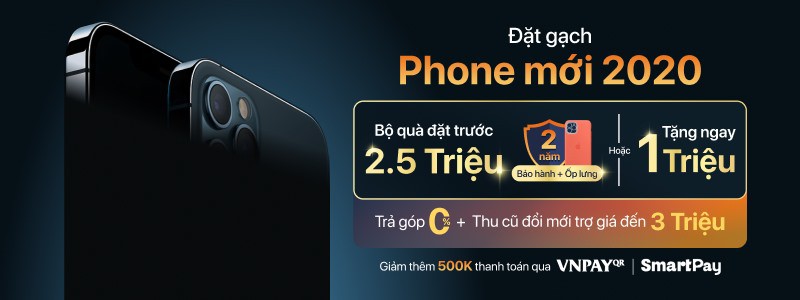 Đặt gạch
Phone mới 2020
Bộ quà đặt trước
2.5 Triệu
2
năm
Bảo hành + Ốp lưng
Hoặc
Tặng ngay
1 Triệu
Trả góp 0% + Thu cũ đổi mới trợ giá đến 3 Triệu
Giảm thêm 500K thanh toán qua VNPAYQR | SmartPay